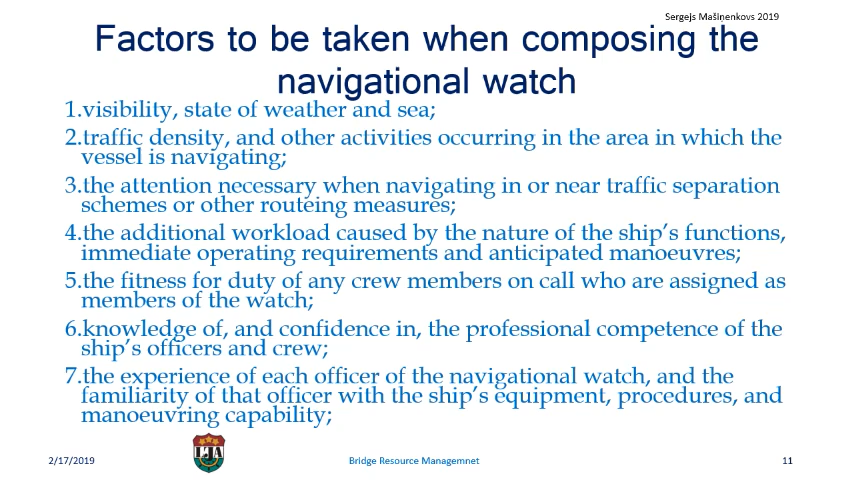 Sergejs Mašiņenkovs 2019
Factors to be taken when composing the
navigational watch
1.visibility, state of weather and sea;
2.traffic density, and other activities occurring in the area in which the
vessel is navigating;
3.the attention necessary when navigating in or near traffic separation
schemes or other routeing measures;
4.the additional workload caused by the nature of the ship’s functions,
immediate operating requirements and anticipated manoeuvres;
5.the fitness for duty of any crew members on call who are assigned as
members of the watch;
6.knowledge of, and confidence in, the professional competence of the
ship’s officers and crew;
7.the experience of each officer of the navigational watch, and the
familiarity of that officer with the ship’s equipment, procedures, and
manoeuvring capability;
2/17/2019
LJA
Bridge Resource Managemnet
11